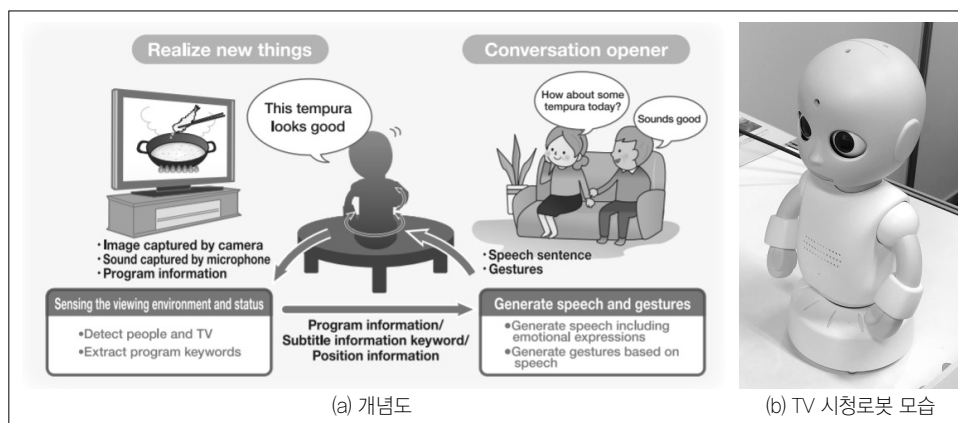 Realize new things
Conversation opener
This tempura
looks good
How about some
tempura today?
Sounds good
・Image captured by camera
・Sound captured by microphone
・Program information
・Speech sentence
・Gestures
Sensing the viewing environment and status
●Detect people and TV
●Extract program keywords
Program information/
Subtitle information keyword/
Position information
Generate speech and gestures
●Generate speech including
emotional expressions
●Generate gestures based on
speech
(a) 개념도
(b) TV 시청로봇 모습